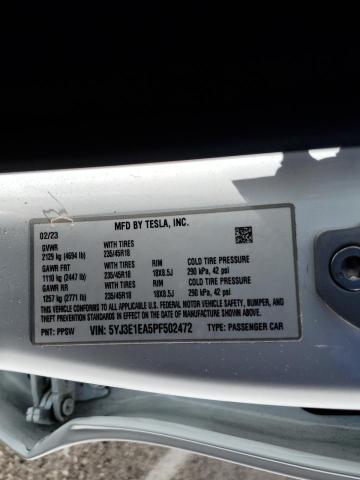 MFD BY TESLA, INC.
02/23
GVWR WITH TIRES
2129 kg (4694 lb) 235/45R18
GAWR FRT WITH TIRES RIM COLD TIRE PRESSURE
1110 kg (2447 lb) 235/45R18 18X8.5J 290 kPa, 42 psi
GAWR RR WITH TIRES RIM COLD TIRE PRESSURE
1257 kg (2771 lb) 235/45R18 18X8.5J 290 kPa, 42 psi
THIS VEHICLE CONFORMS TO ALL APPLICABLE FEDERAL MOTOR VEHICLE SAFETY, BUMPER, AND
THEFT PREVENTION STANDARDS IN EFFECT ON THE DATE OF MANUFACTURE SHOWN ABOVE.
PNT: PPSW VIN: 5YJ3E1EA5PF502472 TYPE: PASSENGER CAR